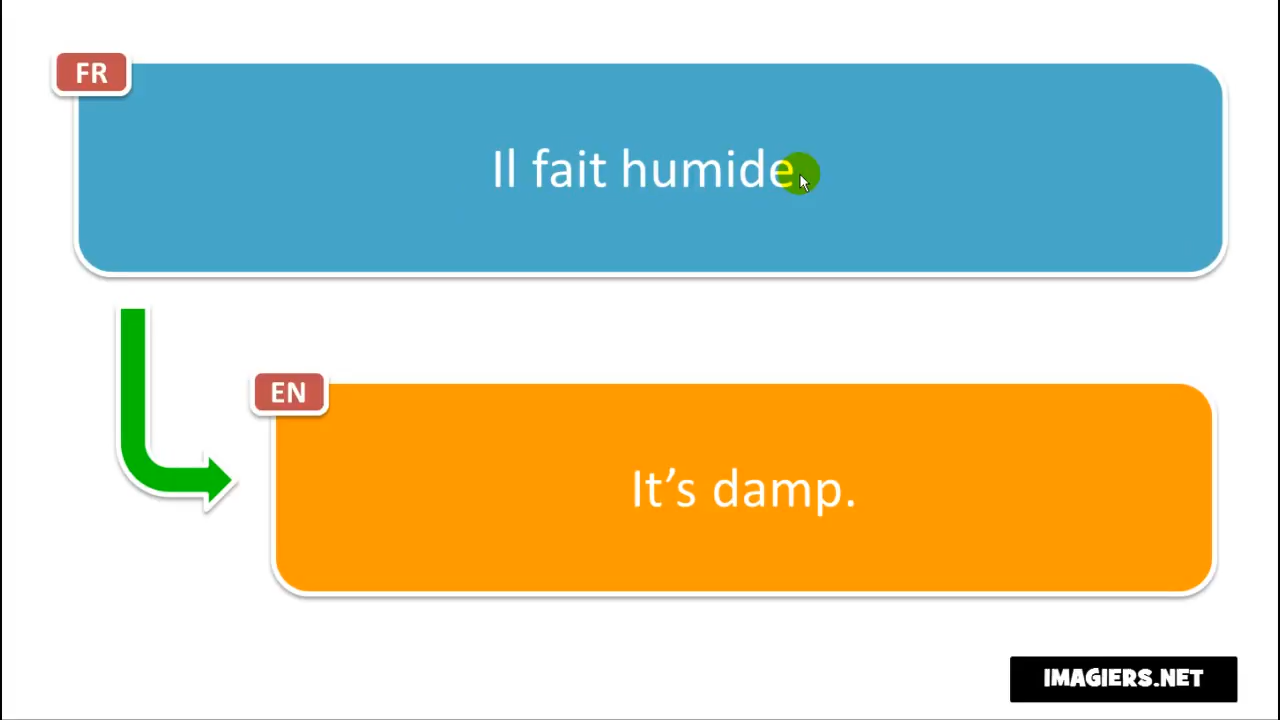 FR
Il fait humide.
EN
It’s damp.
IMAGIERS.NET